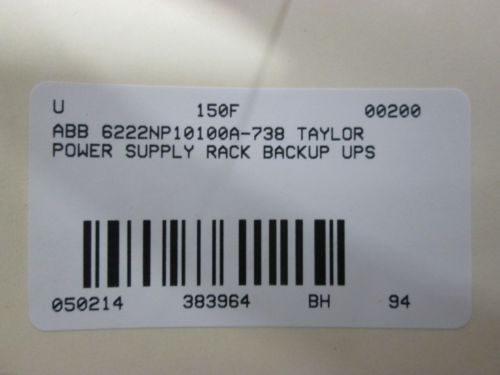 U 150F 00200
ABB 6222NP10100A-738 TAYLOR
POWER SUPPLY RACK BACKUP UPS
050214 383964 BH 94